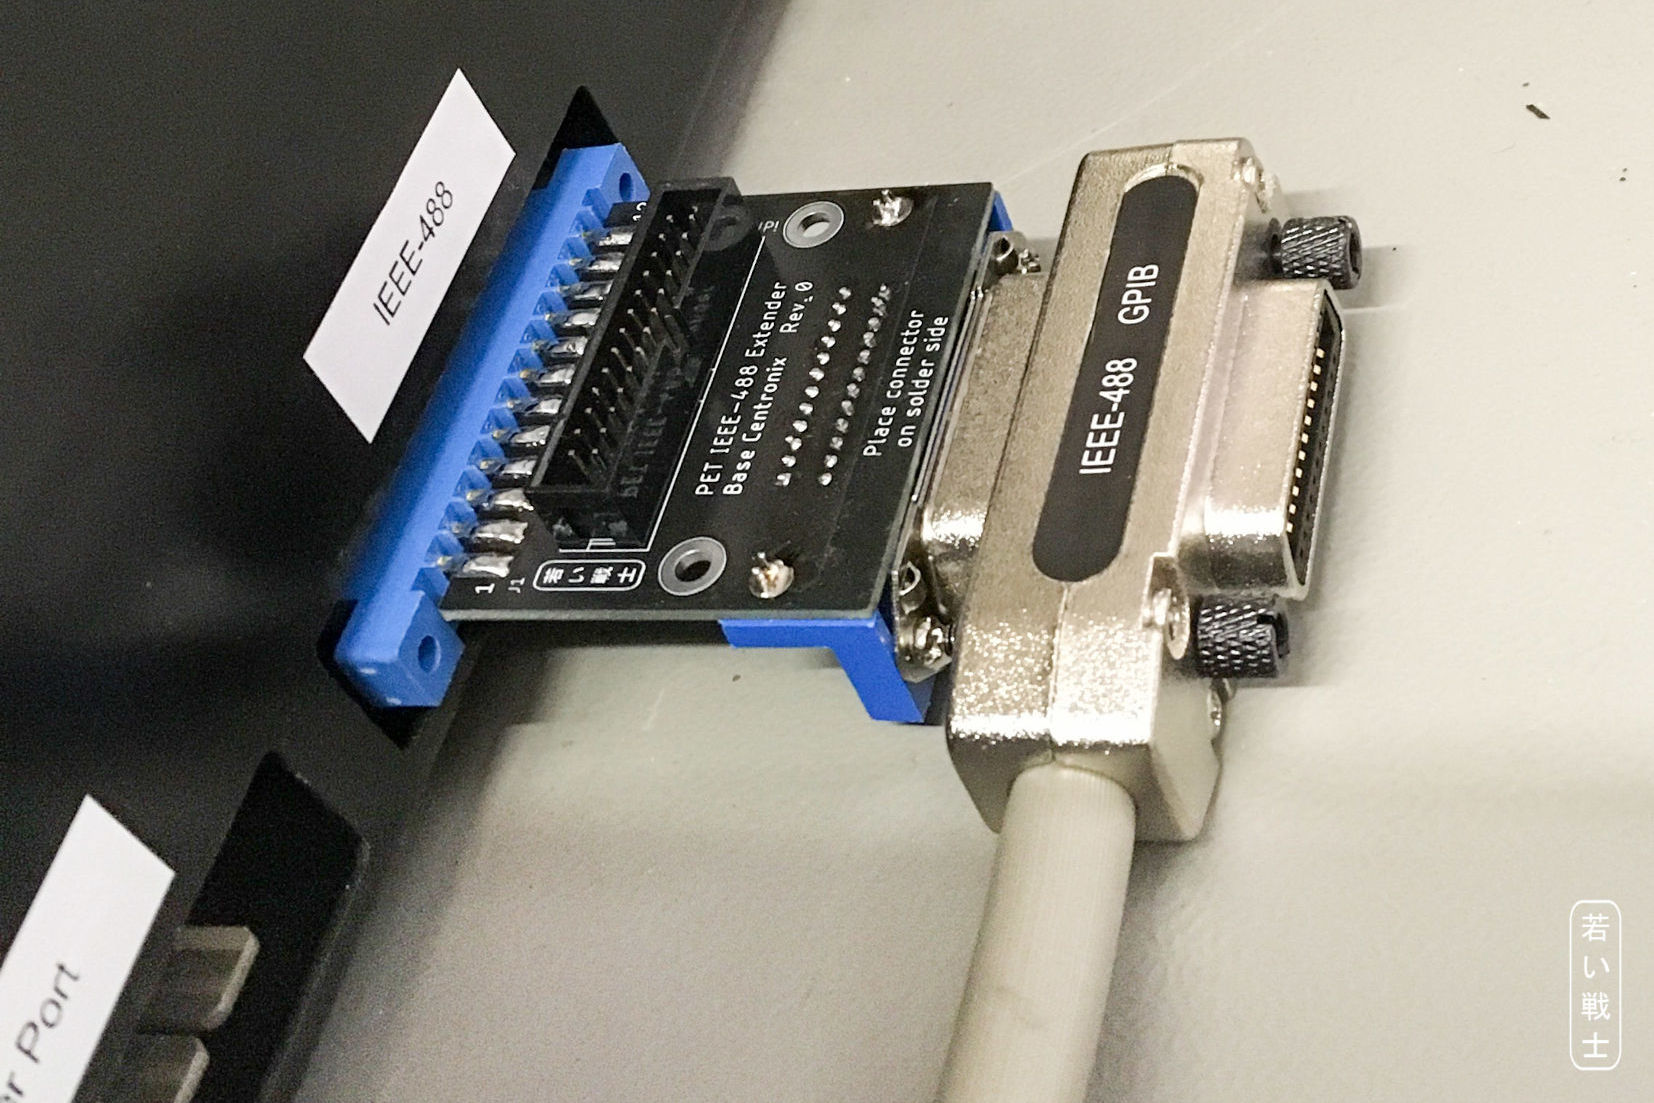 IEEE-488
12
PET IEEE-488 Extender
Base Centronix Rev.0
Place connector
on solder side
1
J1
若い戦士
IEEE-488 GPIB
Port
若い戦士